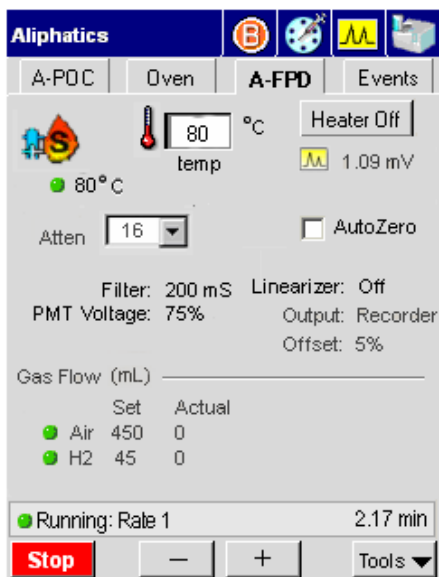 Aliphatics B
A-POC Oven A-FPD Events
80 °C Heater Off
temp 1.09 mV
S
80° C
Atten 16 AutoZero
Filter: 200 mS Linearizer: Off
PMT Voltage: 75% Output: Recorder
Offset: 5%
Gas Flow (mL)
Set Actual
Air 450 0
H2 45 0
Running: Rate 1 2.17 min
Stop − + Tools